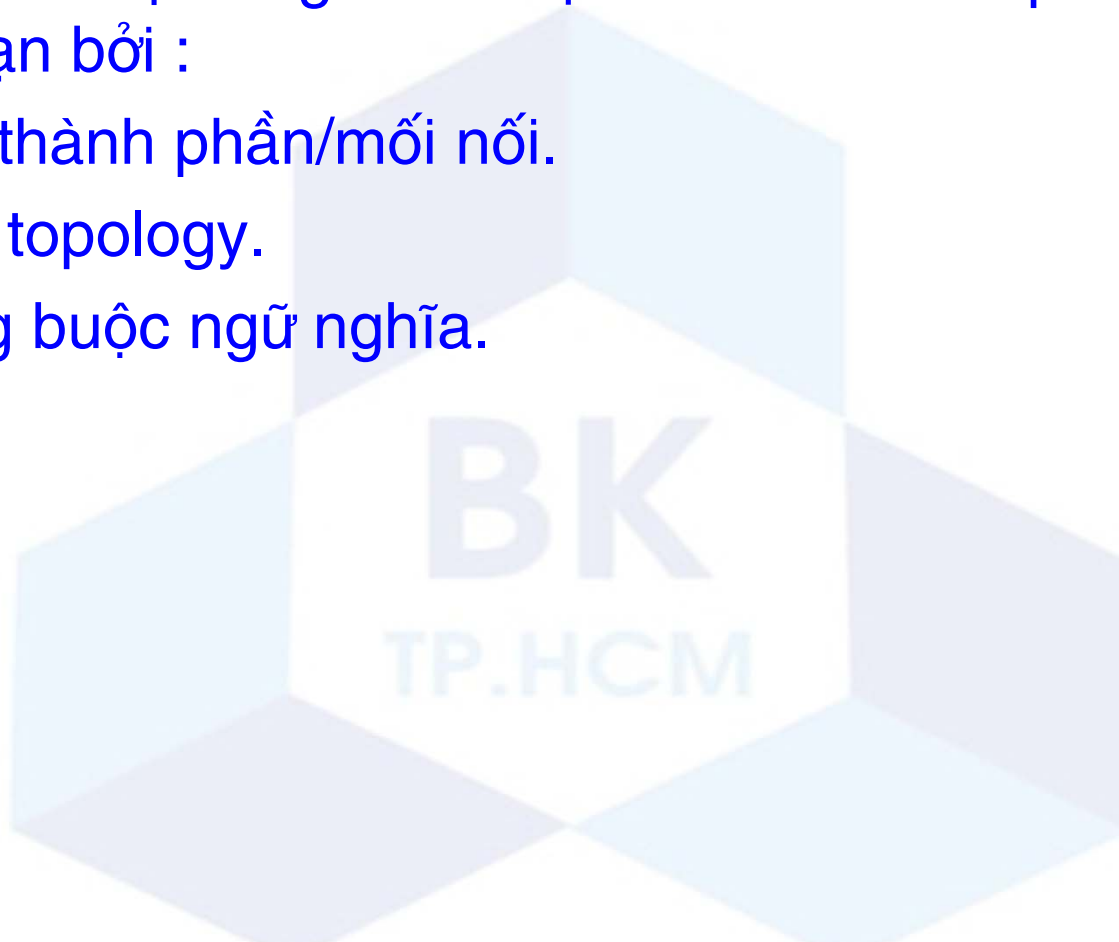 ạn bởi :
thành phần/mối nối.
topology.
g buộc ngữ nghĩa.
BK
TP.HCM